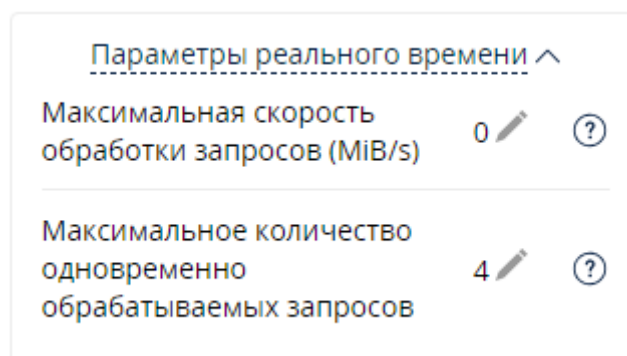 Параметры реального времени
Максимальная скорость
обработки запросов (MiB/s)
0
?
Максимальное количество
одновременно
обрабатываемых запросов
4
?